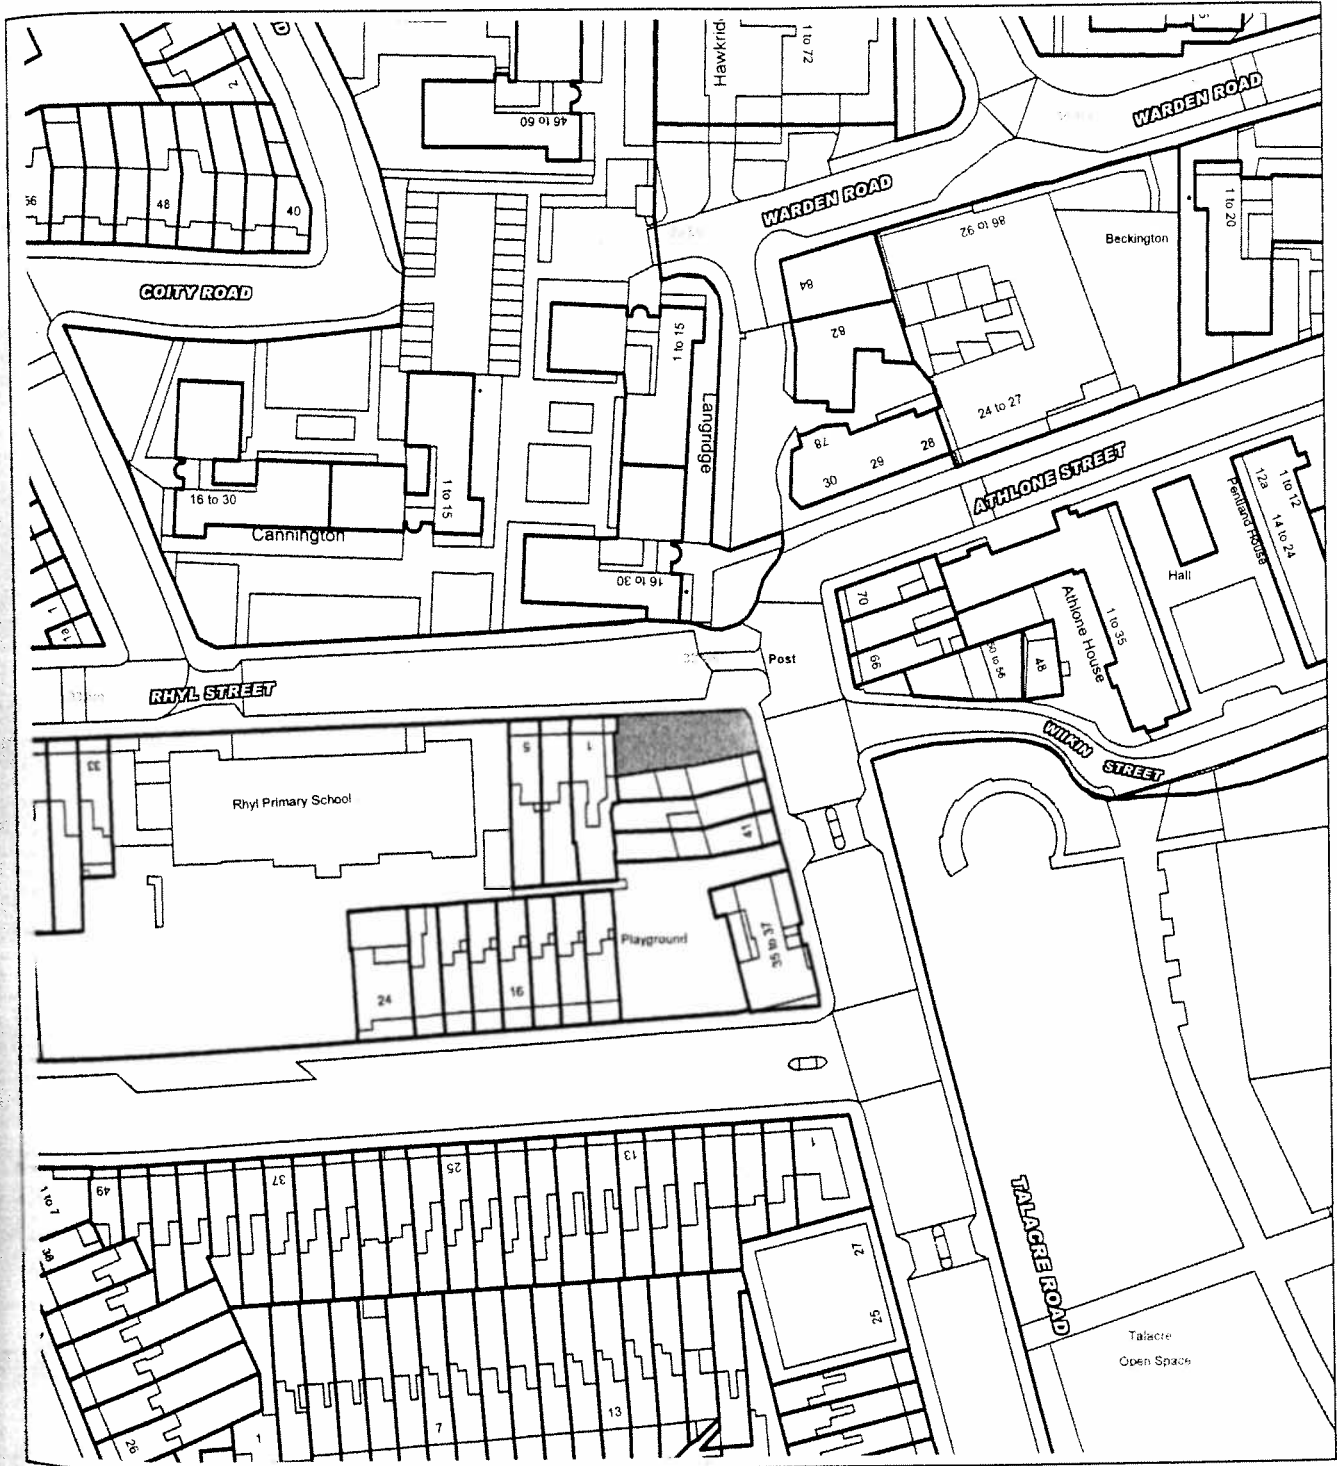 Hawkrid
1 to 72
WARDEN ROAD
2
46 to 60
56
48
40
WARDEN ROAD
1 to 20
Beckington
86 to 92
84
COITY ROAD
82
1 to 15
Langridge
24 to 27
78
28
29
30
ATHLONE STREET
16 to 30
1 to 15
Cannington
12a
1 to 12
Pentland House
14 to 24
16 to 30
Hall
70
Athlone House
1 to 35
1
1a
66
50 to 56
48
Post
RHYL STREET
WILKIN STREET
33
5
1
Rhyl Primary School
41
Playground
35 to 37
24
16
1
13
25
37
49
1 to 7
38
27
25
TALACRE ROAD
Talacre
Open Space
13
7
1
26